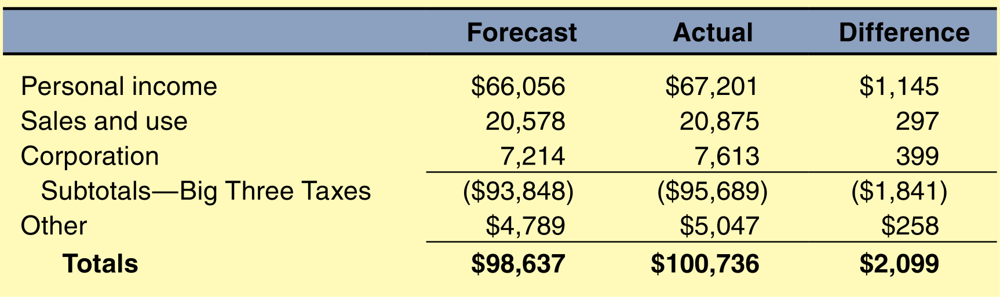 Forecast Actual Difference
Personal income $66,056 $67,201 $1,145
Sales and use 20,578 20,875 297
Corporation 7,214 7,613 399
Subtotals—Big Three Taxes ($93,848) ($95,689) ($1,841)
Other $4,789 $5,047 $258
Totals $98,637 $100,736 $2,099